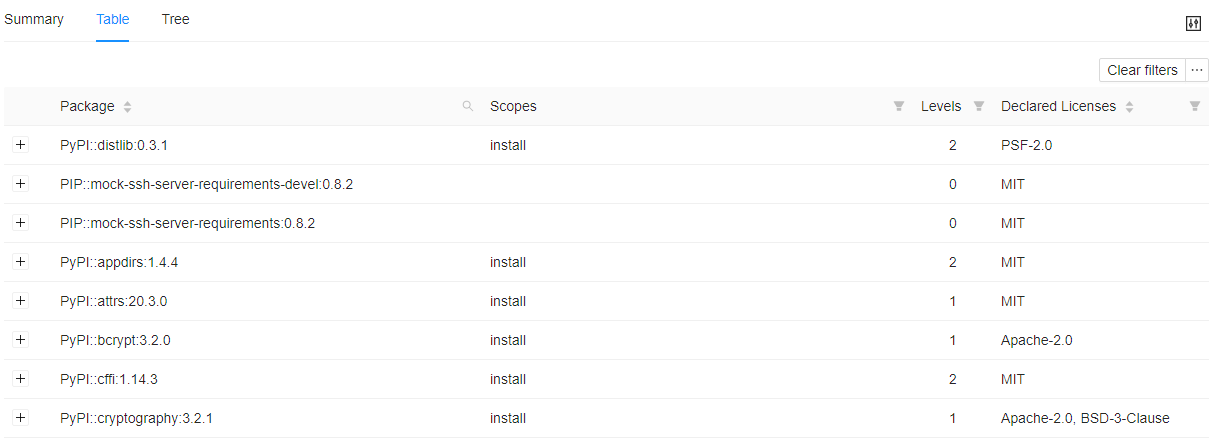 Summary Table Tree
Clear filters ...
Package Scopes Levels Declared Licenses
PyPI::distlib:0.3.1 install 2 PSF-2.0
PIP::mock-ssh-server-requirements-devel:0.8.2 0 MIT
PIP::mock-ssh-server-requirements:0.8.2 0 MIT
PyPI::appdirs:1.4.4 install 2 MIT
PyPI::attrs:20.3.0 install 1 MIT
PyPI::bcrypt:3.2.0 install 1 Apache-2.0
PyPI::cffi:1.14.3 install 2 MIT
PyPI::cryptography:3.2.1 install 1 Apache-2.0, BSD-3-Clause